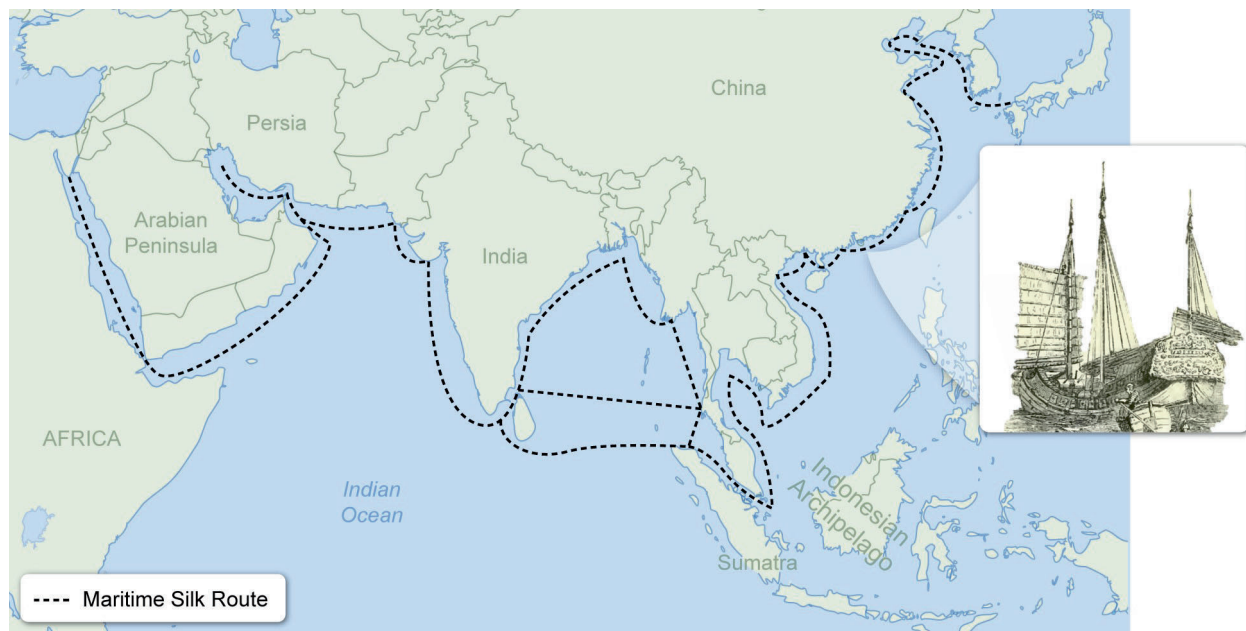 China
Persia
Arabian
Peninsula
India
AFRICA
Indian
Ocean
Indonesian
Archipelago
Sumatra
Maritime Silk Route